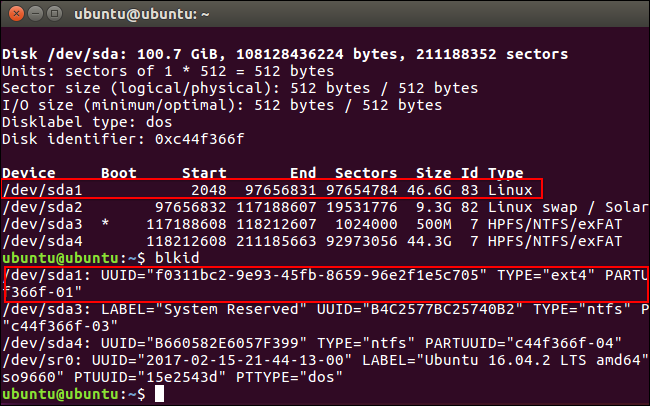 ubuntu@ubuntu: ~
Disk /dev/sda: 100.7 GiB, 108128436224 bytes, 211188352 sectors
Units: sectors of 1 * 512 = 512 bytes
Sector size (logical/physical): 512 bytes / 512 bytes
I/O size (minimum/optimal): 512 bytes / 512 bytes
Disklabel type: dos
Disk identifier: 0xc44f366f
Device     Boot     Start       End  Sectors  Size Id Type
/dev/sda1            2048  97656831 97654784 46.6G 83 Linux
/dev/sda2        97656832 117188607 19531776  9.3G 82 Linux swap / Solar
/dev/sda3  *    117188608 118212607  1024000  500M  7 HPFS/NTFS/exFAT
/dev/sda4       118212608 211185663 92973056 44.3G  7 HPFS/NTFS/exFAT
ubuntu@ubuntu:~$ blkid
/dev/sda1: UUID="f0311bc2-9e93-45fb-8659-96e2f1e5c705" TYPE="ext4" PARTU
f366f-01"
/dev/sda3: LABEL="System Reserved" UUID="B4C2577BC25740B2" TYPE="ntfs" P
"c44f366f-03"
/dev/sda4: UUID="B660582E6057F399" TYPE="ntfs" PARTUUID="c44f366f-04"
/dev/sr0: UUID="2017-02-15-21-44-13-00" LABEL="Ubuntu 16.04.2 LTS amd64"
so9660" PTUUID="15e2543d" PTTYPE="dos"
ubuntu@ubuntu:~$